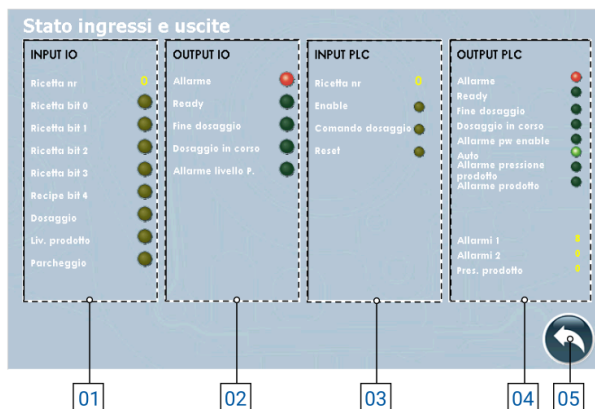 Stato ingressi e uscite
INPUT IO
Ricetta nr 0
Ricetta bit 0
Ricetta bit 1
Ricetta bit 2
Ricetta bit 3
Recipe bit 4
Dosaggio
Liv. prodotto
Parcheggio
OUTPUT IO
Allarme
Ready
Fine dosaggio
Dosaggio in corso
Allarme livello P.
INPUT PLC
Ricetta nr 0
Enable
Comando dosaggio
Reset
OUTPUT PLC
Allarme
Ready
Fine dosaggio
Dosaggio in corso
Allarme pw enable
Auto
Allarme pressione
prodotto
Allarme prodotto
Allarmi 1
Allarmi 2 0
Pres. prodotto 0
01
02
03
04
05